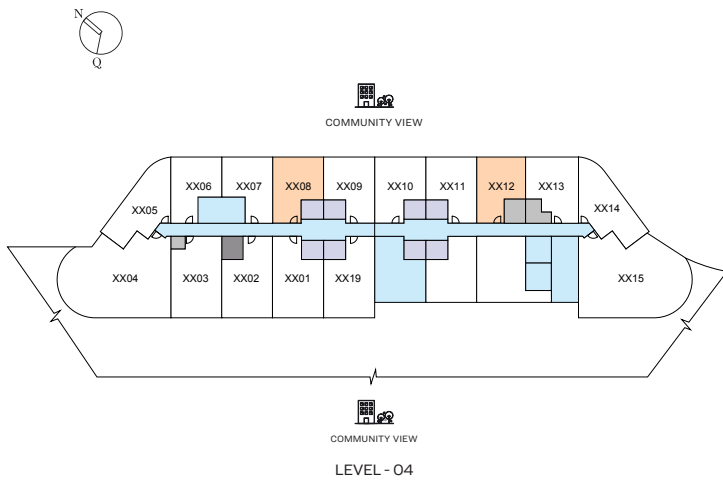 N
Q
COMMUNITY VIEW
XX06 XX07 XX08 XX09 XX10 XX11 XX12 XX13
XX05 XX14
XX04 XX03 XX02 XX01 XX19 XX15
COMMUNITY VIEW
LEVEL - 04